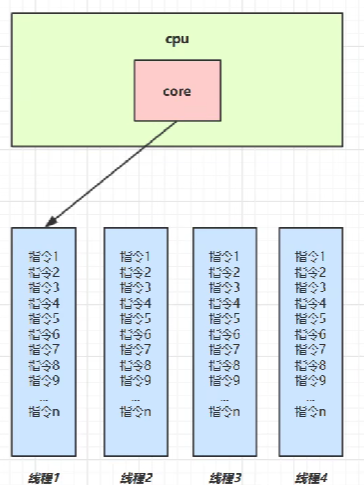 cpu
core
指令1
指令2
指令3
指令4
指令5
指令6
指令7
指令8
指令9
...
指令n
线程1
指令1
指令2
指令3
指令4
指令5
指令6
指令7
指令8
指令9
...
指令n
线程2
指令1
指令2
指令3
指令4
指令5
指令6
指令7
指令8
指令9
...
指令n
线程3
指令1
指令2
指令3
指令4
指令5
指令6
指令7
指令8
指令9
...
指令n
线程4